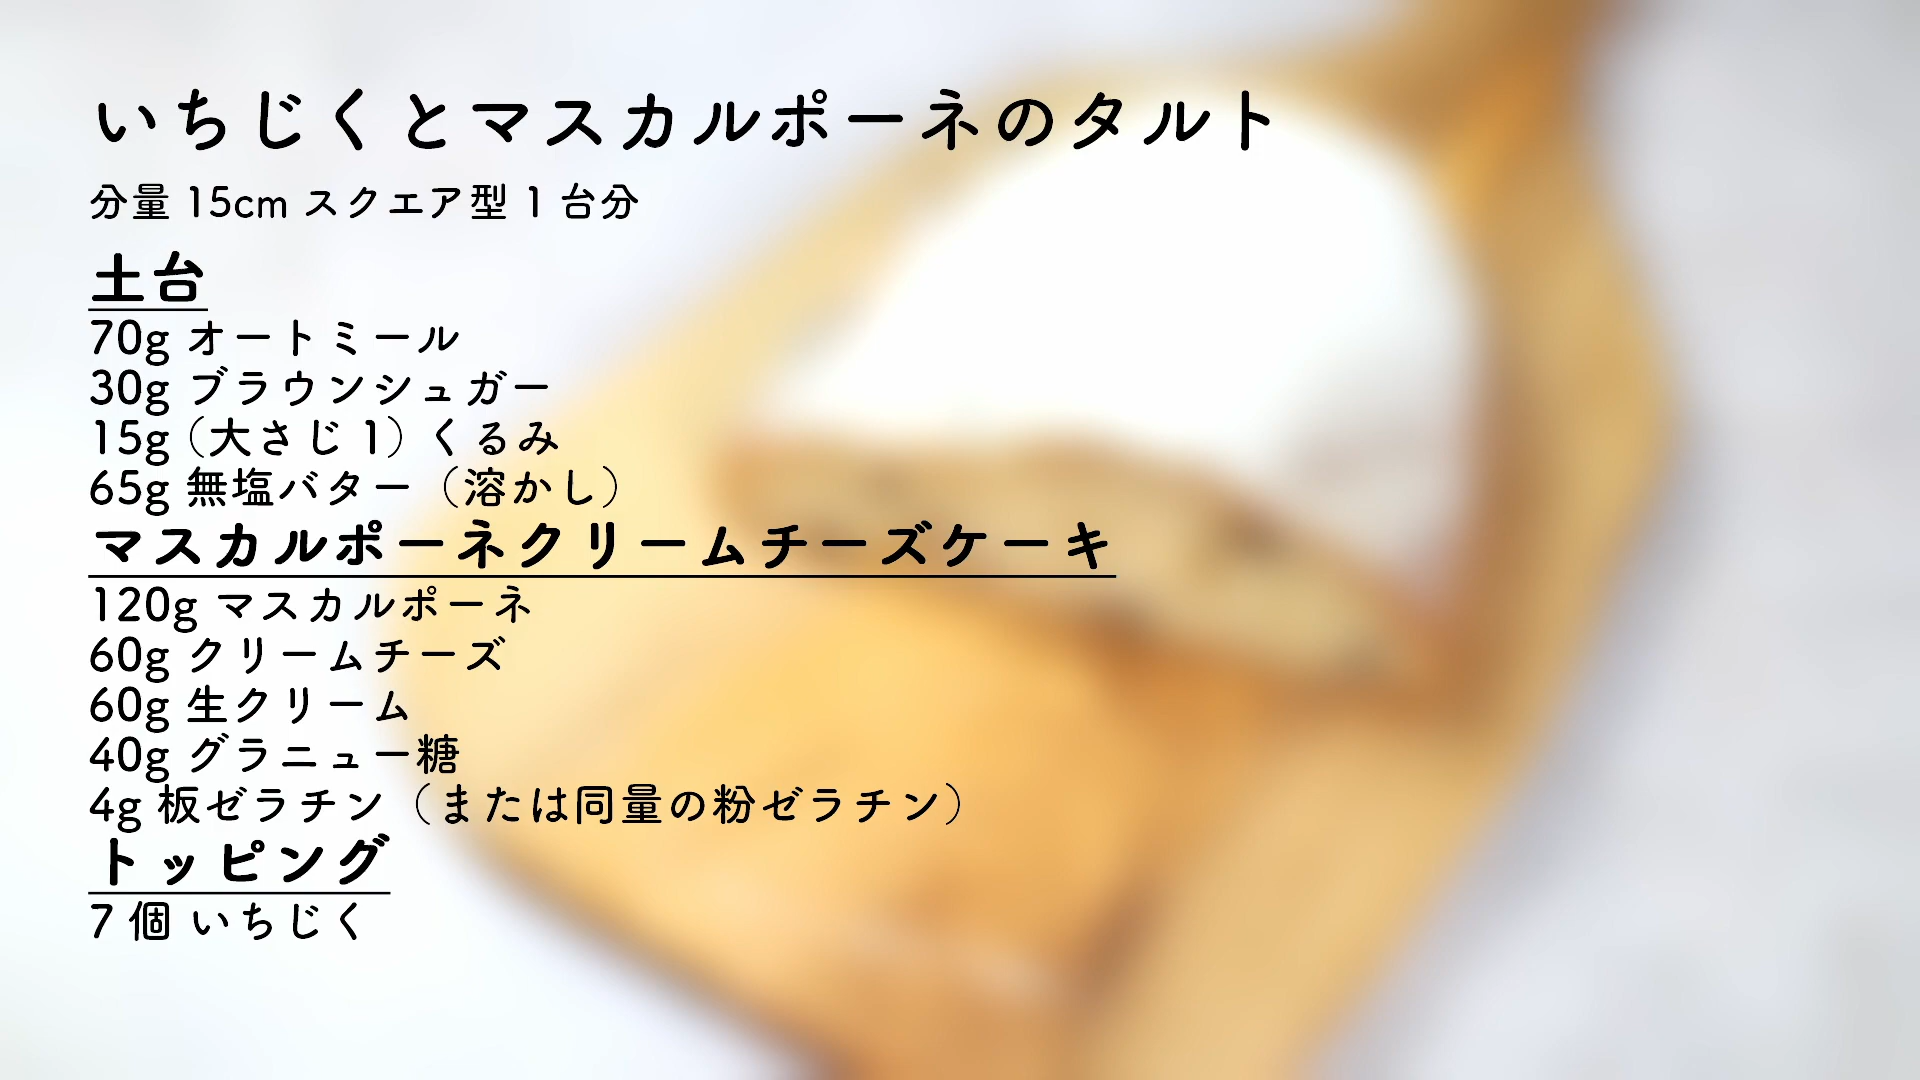 いちじくとマスカルポーネのタルト
分量 15cm スクエア型 1 台分
土台
70g オートミール
30g ブラウンシュガー
15g（大さじ 1）くるみ
65g 無塩バター（溶かし）
マスカルポーネクリームチーズケーキ
120g マスカルポーネ
60g クリームチーズ
60g 生クリーム
40g グラニュー糖
4g 板ゼラチン（または同量の粉ゼラチン）
トッピング
7 個 いちじく